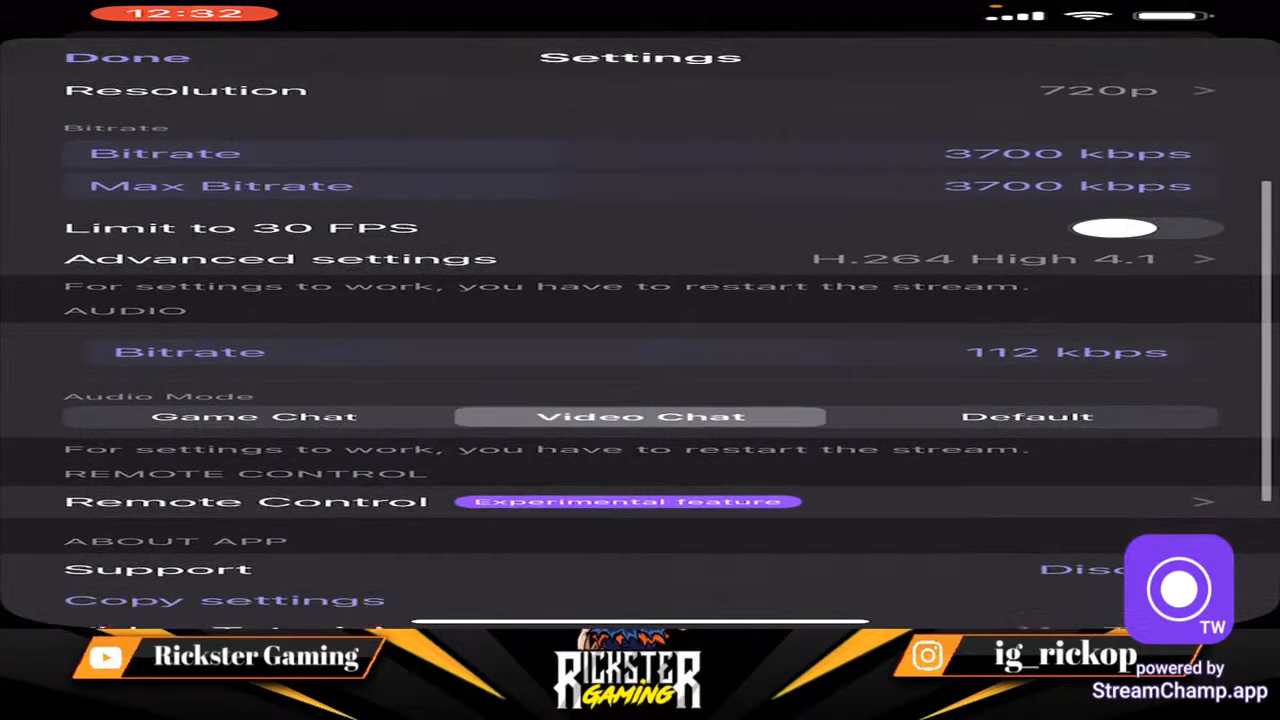 12:32
Done
Settings
Resolution 720p
Bitrate
Bitrate 3700 kbps
Max Bitrate 3700 kbps
Limit to 30 FPS
Advanced settings H.264 High 4.1
For settings to work, you have to restart the stream.
AUDIO
Bitrate 112 kbps
Audio Mode
Game Chat Video Chat Default
For settings to work, you have to restart the stream.
REMOTE CONTROL
Remote Control Experimental feature
ABOUT APP
Support
Copy settings
TW
Rickster Gaming
RICKSTER
GAMING
ig_rickop
powered by
StreamChamp.app